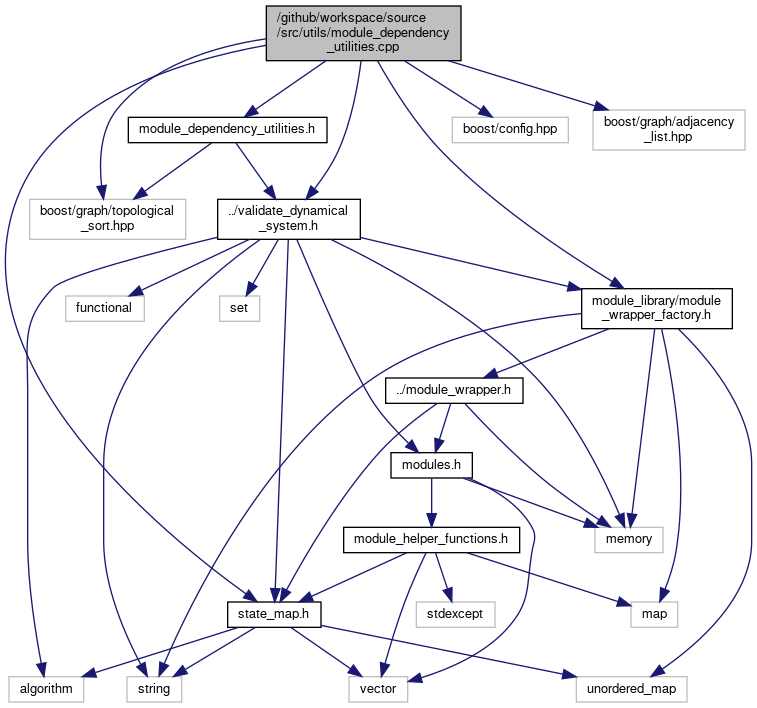 /github/workspace/source
/src/utils/module_dependency
_utilities.cpp
module_dependency_utilities.h
boost/config.hpp
boost/graph/adjacency
_list.hpp
boost/graph/topological
_sort.hpp
../validate_dynamical
_system.h
functional
set
module_library/module
_wrapper_factory.h
../module_wrapper.h
modules.h
module_helper_functions.h
memory
state_map.h
stdexcept
map
algorithm
string
vector
unordered_map